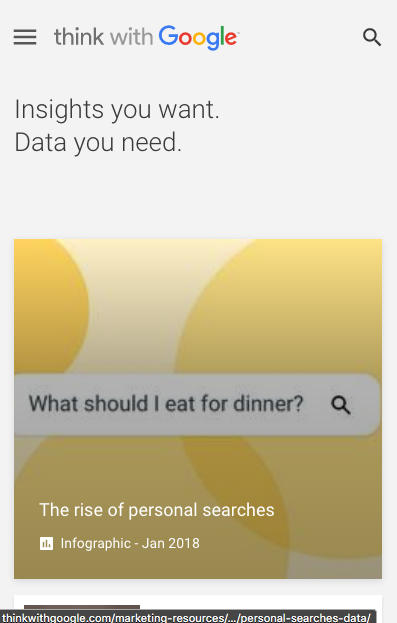 think with Google
Insights you want.
Data you need.
What should I eat for dinner?
The rise of personal searches
Infographic - Jan 2018
thinkwithgoogle.com/marketing-resources/.../personal-searches-data/